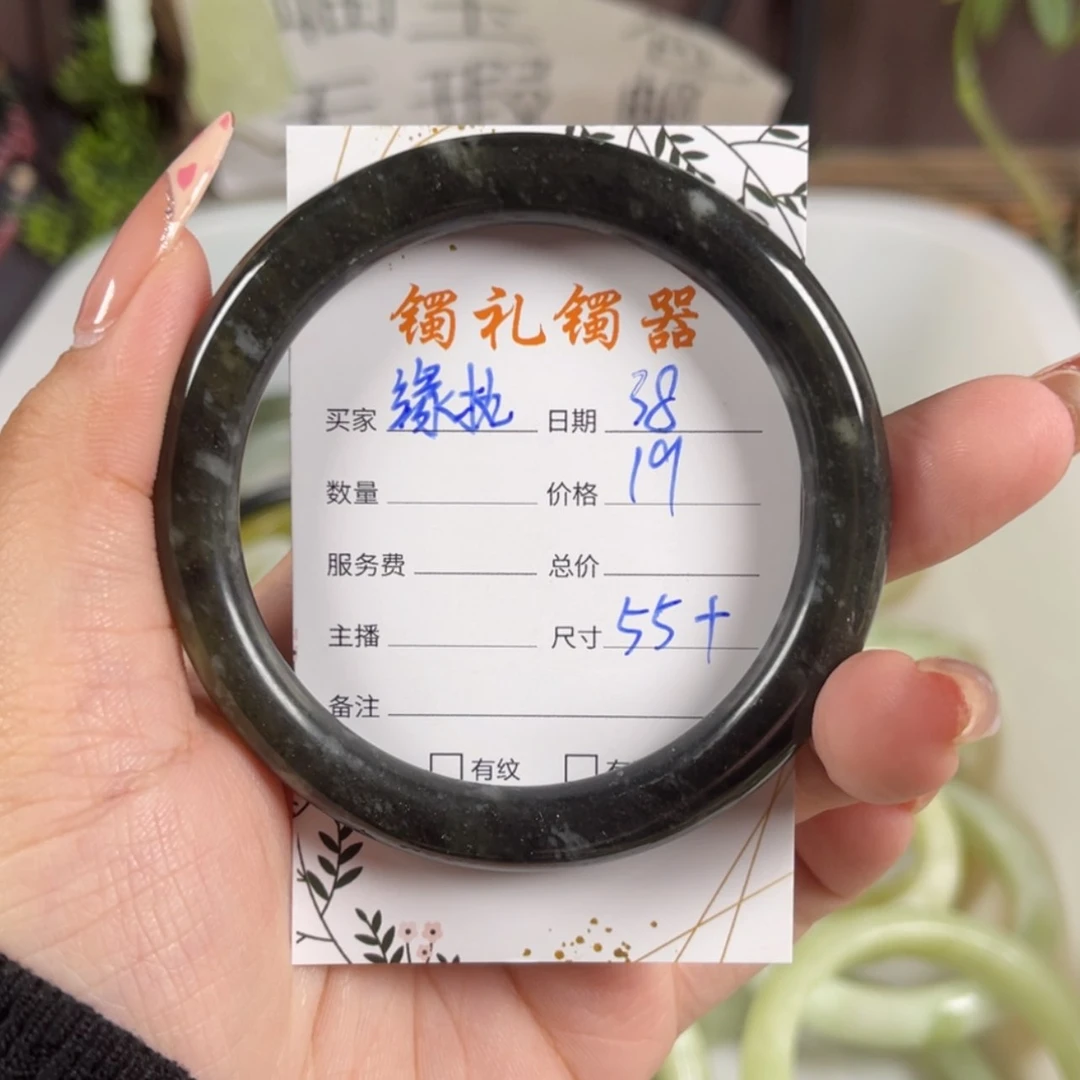 镯礼镯器
买家 缘执 日期 38
数量 价格 19
服务费 总价
主播 尺寸 55+
备注
有纹